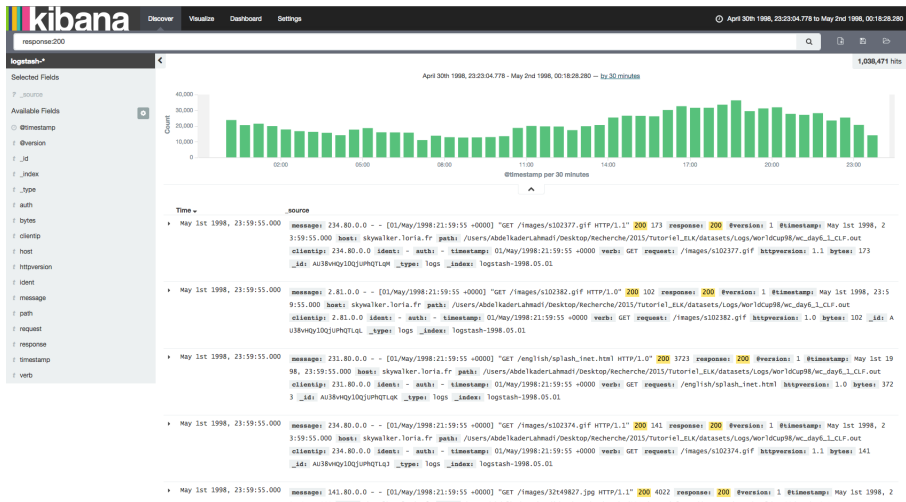 kibana Discover Visualize Dashboard Settings April 30th 1998, 23:23:04.778 to May 2nd 1998, 00:18:28.280
response:200
logstash-* 1,038,471 hits
Selected Fields
? _source
Available Fields
@timestamp
t @version
t _id
t _index
t _type
t auth
t bytes
t clientip
t host
t httpversion
t ident
t message
t path
t request
t response
t timestamp
t verb
April 30th 1998, 23:23:04.778 - May 2nd 1998, 00:18:28.280 — by 30 minutes
Count
40,000
30,000
20,000
10,000
0
02:00 05:00 08:00 11:00 14:00 17:00 20:00 23:00
@timestamp per 30 minutes
Time _source
May 1st 1998, 23:59:55.000 message: 234.80.0.0 - - [01/May/1998:21:59:55 +0000] "GET /images/s102377.gif HTTP/1.1" 200 173 response: 200 @version: 1 @timestamp: May 1st 1998, 2
3:59:55.000 host: skywalker.loria.fr path: /Users/AbdelkaderLahmadi/Desktop/Recherche/2015/Tutoriel_ELK/datasets/Logs/WorldCup98/wc_day6_1_CLF.out
clientip: 234.80.0.0 ident: - auth: - timestamp: 01/May/1998:21:59:55 +0000 verb: GET request: /images/s102377.gif httpversion: 1.1 bytes: 173
_id: AU38vHQylOQjUPhQTLqM _type: logs _index: logstash-1998.05.01
May 1st 1998, 23:59:55.000 message: 2.81.0.0 - - [01/May/1998:21:59:55 +0000] "GET /images/s102382.gif HTTP/1.0" 200 102 response: 200 @version: 1 @timestamp: May 1st 1998, 23:5
9:55.000 host: skywalker.loria.fr path: /Users/AbdelkaderLahmadi/Desktop/Recherche/2015/Tutoriel_ELK/datasets/Logs/WorldCup98/wc_day6_1_CLF.out
clientip: 2.81.0.0 ident: - auth: - timestamp: 01/May/1998:21:59:55 +0000 verb: GET request: /images/s102382.gif httpversion: 1.0 bytes: 102 _id: A
U38vHQylOQjUPhQTLqL _type: logs _index: logstash-1998.05.01
May 1st 1998, 23:59:55.000 message: 231.80.0.0 - - [01/May/1998:21:59:55 +0000] "GET /english/splash_inet.html HTTP/1.0" 200 3723 response: 200 @version: 1 @timestamp: May 1st 19
98, 23:59:55.000 host: skywalker.loria.fr path: /Users/AbdelkaderLahmadi/Desktop/Recherche/2015/Tutoriel_ELK/datasets/Logs/WorldCup98/wc_day6_1_CLF.out
clientip: 231.80.0.0 ident: - auth: - timestamp: 01/May/1998:21:59:55 +0000 verb: GET request: /english/splash_inet.html httpversion: 1.0 bytes: 372
3 _id: AU38vHQylOQjUPhQTLqK _type: logs _index: logstash-1998.05.01
May 1st 1998, 23:59:55.000 message: 234.80.0.0 - - [01/May/1998:21:59:55 +0000] "GET /images/s102374.gif HTTP/1.1" 200 141 response: 200 @version: 1 @timestamp: May 1st 1998, 2
3:59:55.000 host: skywalker.loria.fr path: /Users/AbdelkaderLahmadi/Desktop/Recherche/2015/Tutoriel_ELK/datasets/Logs/WorldCup98/wc_day6_1_CLF.out
clientip: 234.80.0.0 ident: - auth: - timestamp: 01/May/1998:21:59:55 +0000 verb: GET request: /images/s102374.gif httpversion: 1.1 bytes: 141
_id: AU38vHQylOQjUPhQTLqJ _type: logs _index: logstash-1998.05.01
May 1st 1998, 23:59:55.000 message: 141.80.0.0 - - [01/May/1998:21:59:55 +0000] "GET /images/32t49827.jpg HTTP/1.1" 200 4022 response: 200 @version: 1 @timestamp: May 1st 1998, 2